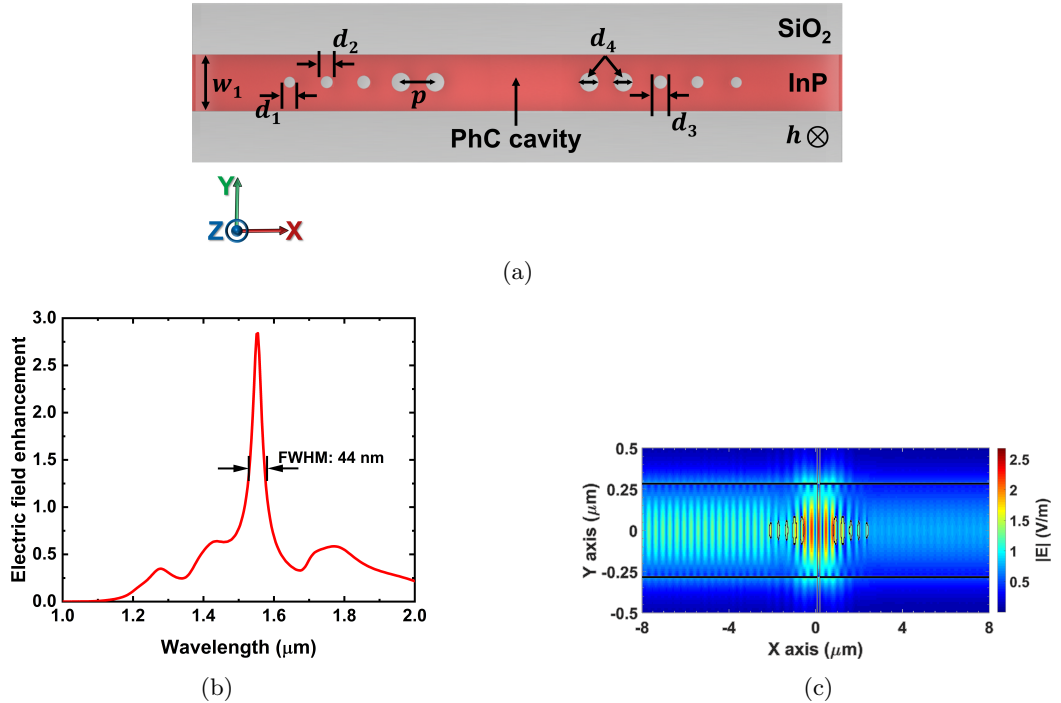 SiO₂
d₂
d₄
w₁
InP
p
d₁
d₃
PhC cavity
h ⊗
Y
Z
X
(a)
Electric field enhancement
3.0
2.5
2.0
1.5
1.0
0.5
0.0
FWHM: 44 nm
1.0 1.2 1.4 1.6 1.8 2.0
Wavelength (μm)
(b)
Y axis (μm)
0.5
0.25
0
-0.25
-0.5
-8 -4 0 4 8
X axis (μm)
2.5
2
1.5
1
0.5
|E| (V/m)
(c)